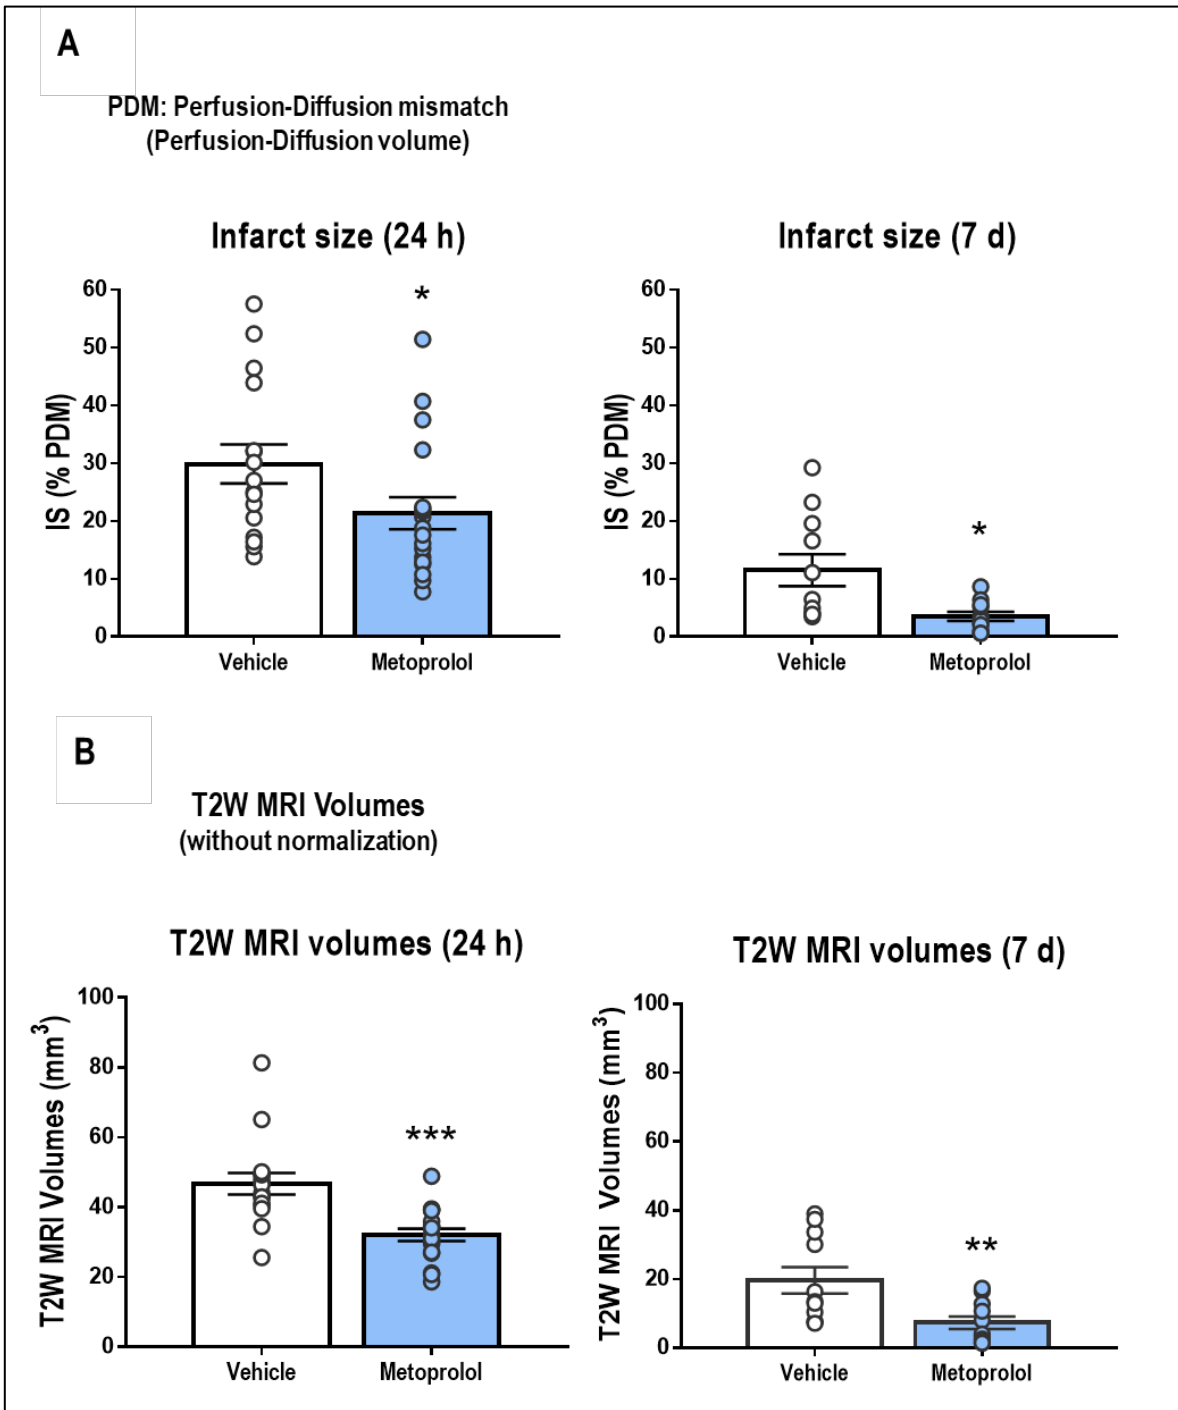 A
PDM: Perfusion-Diffusion mismatch
(Perfusion-Diffusion volume)
Infarct size (24 h)
IS (% PDM)
60
50
40
30
20
10
0
*
Vehicle
Metoprolol
Infarct size (7 d)
IS (% PDM)
60
50
40
30
20
10
0
*
Vehicle
Metoprolol
B
T2W MRI Volumes
(without normalization)
T2W MRI volumes (24 h)
T2W MRI Volumes (mm³)
100
80
60
40
20
0
***
Vehicle
Metoprolol
T2W MRI volumes (7 d)
T2W MRI Volumes (mm³)
100
80
60
40
20
0
**
Vehicle
Metoprolol